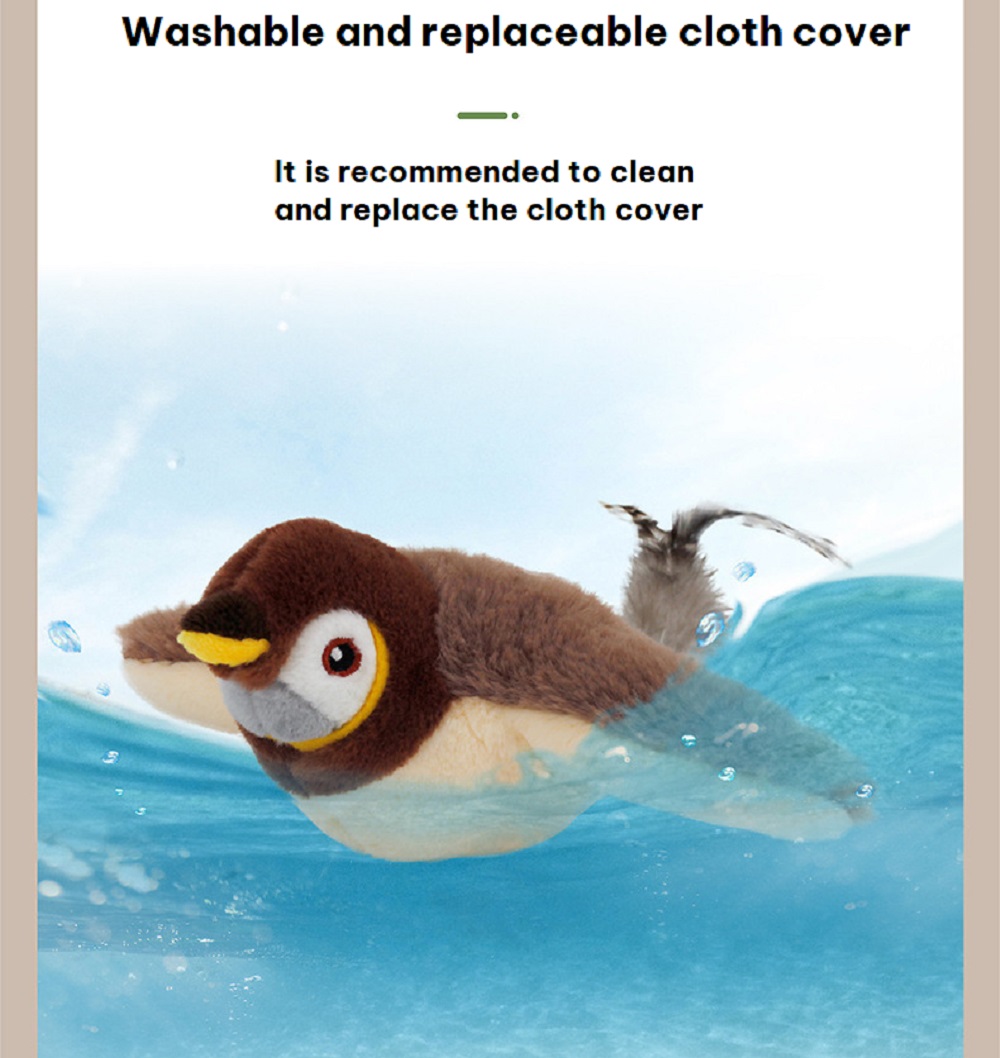 Washable and replaceable cloth cover
It is recommended to clean
and replace the cloth cover